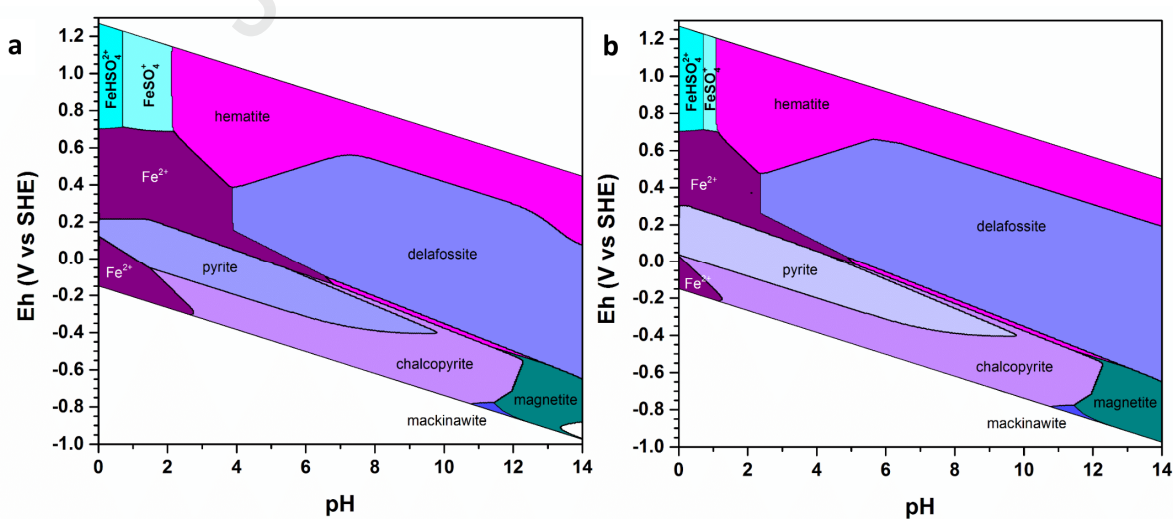 a
Eh (V vs SHE)
1.2
1.0
0.8
0.6
0.4
0.2
0.0
-0.2
-0.4
-0.6
-0.8
-1.0
FeHSO₄²⁺
FeSO₄⁺
hematite
Fe²⁺
delafossite
pyrite
Fe²⁺
chalcopyrite
magnetite
mackinawite
0 2 4 6 8 10 12 14
pH
b
Eh (V vs SHE)
1.2
1.0
0.8
0.6
0.4
0.2
0.0
-0.2
-0.4
-0.6
-0.8
-1.0
FeHSO₄²⁺
FeSO₄⁺
hematite
Fe²⁺
delafossite
pyrite
Fe²⁺
chalcopyrite
magnetite
mackinawite
0 2 4 6 8 10 12 14
pH